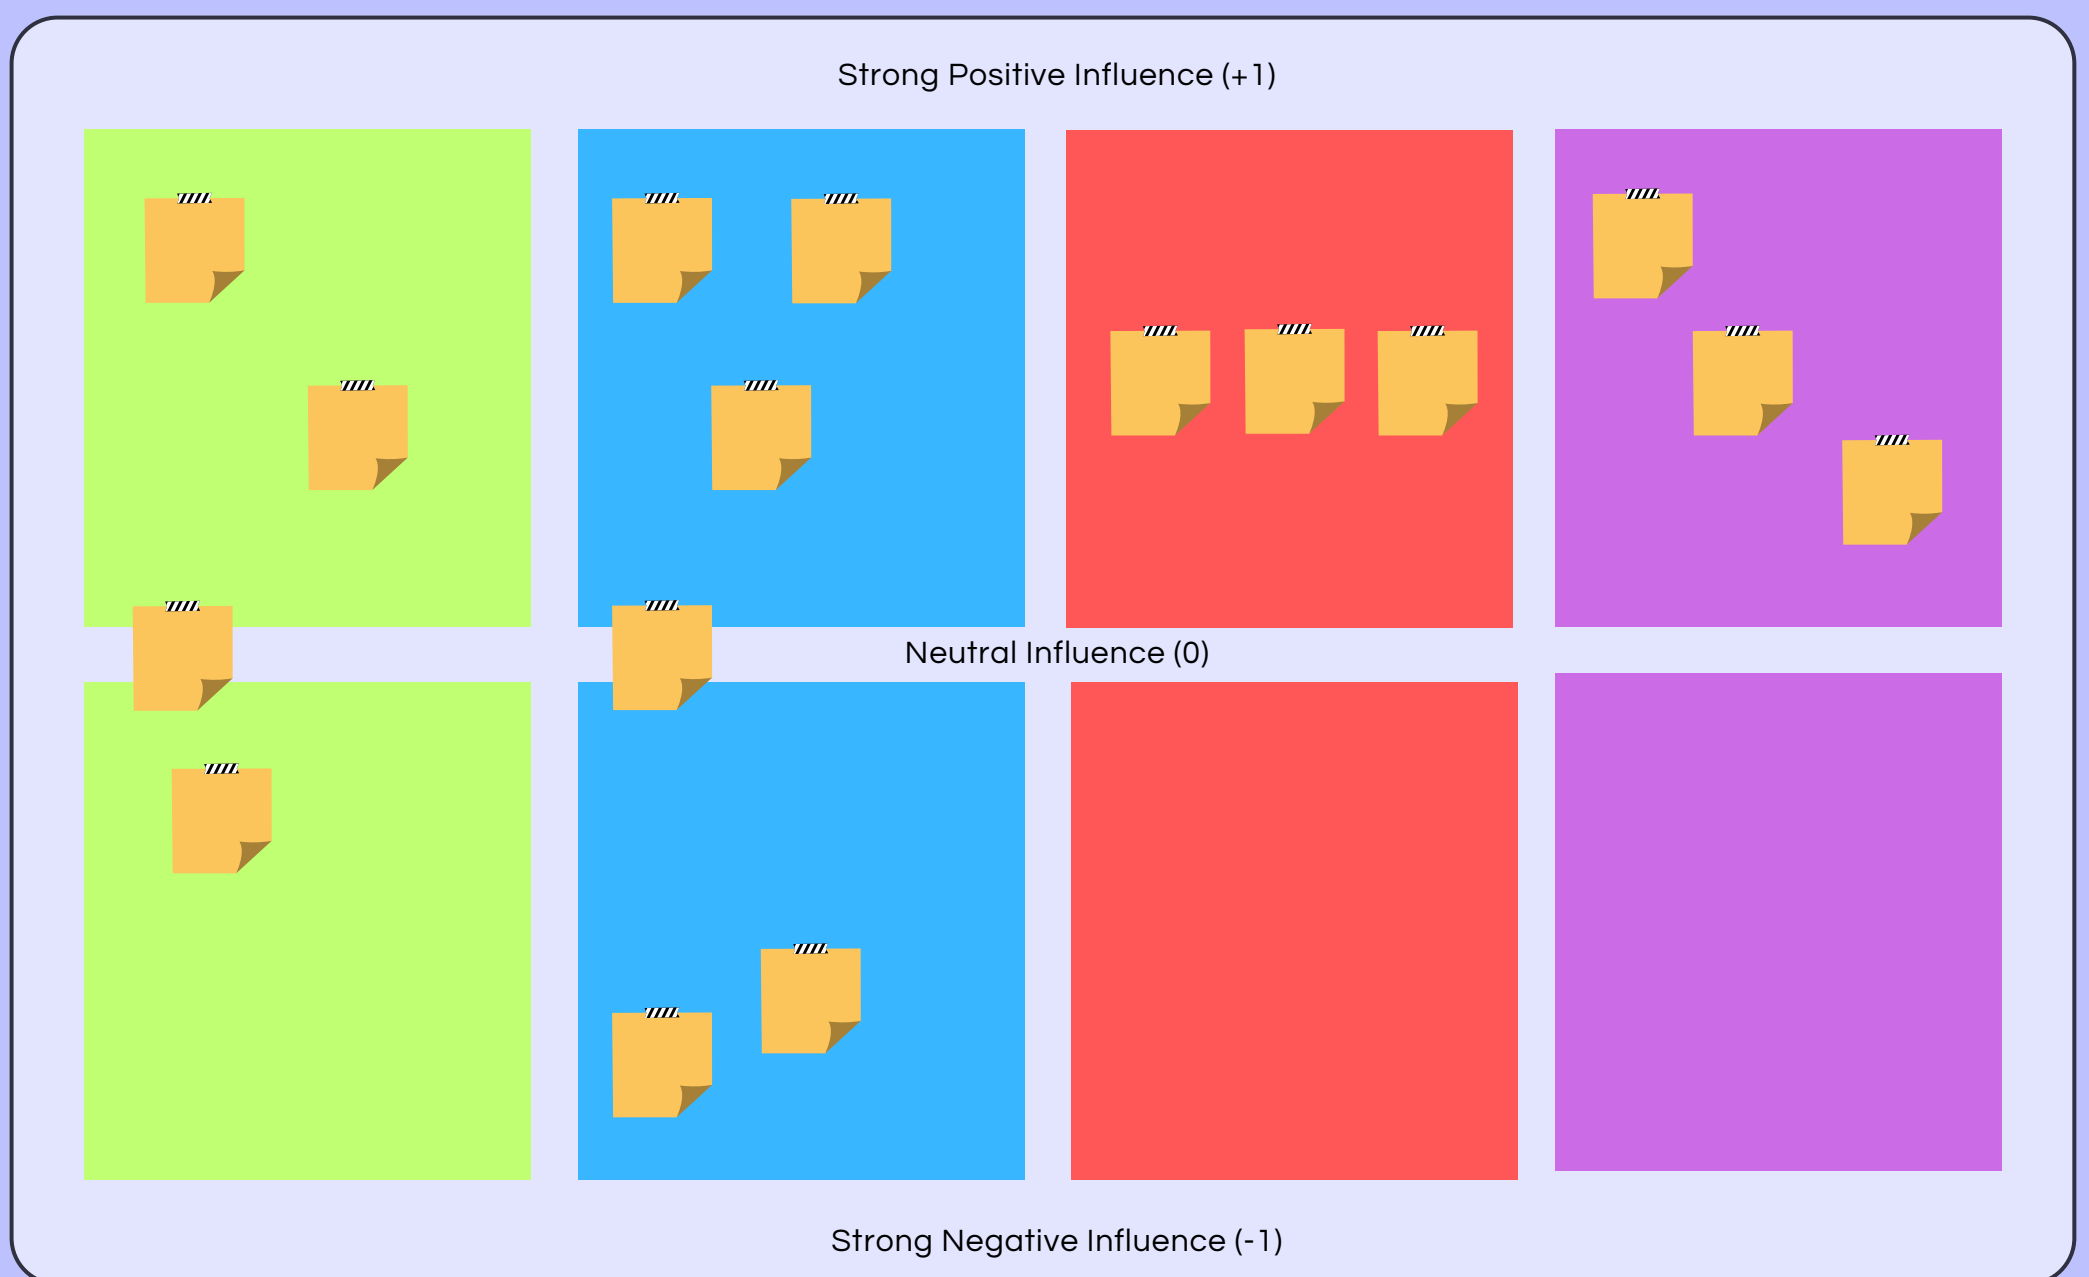 Strong Positive Influence (+1)
Neutral Influence (0)
Strong Negative Influence (-1)